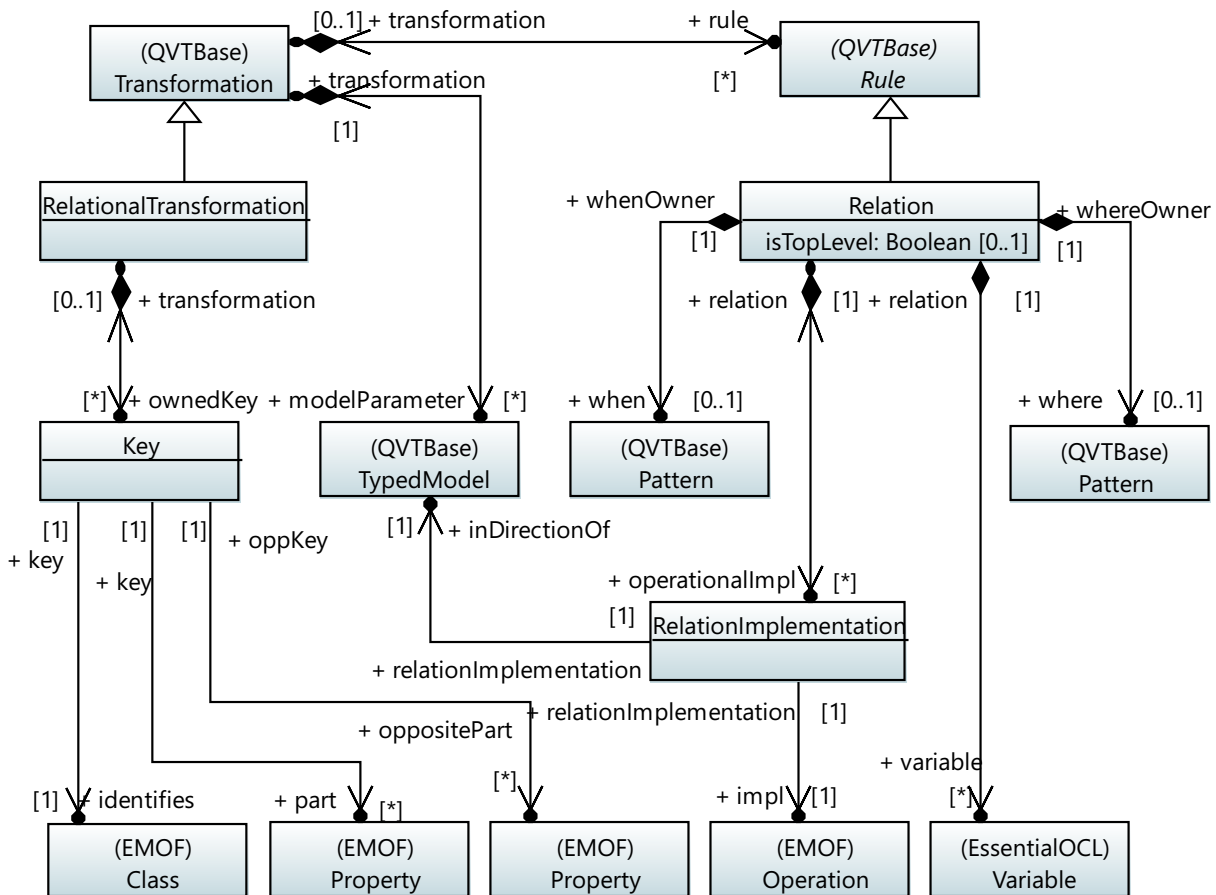 [0..1] + transformation
+ rule
(QVTBase)
Transformation
(QVTBase)
Rule
+ transformation
[*]
[1]
RelationalTransformation
+ whenOwner
Relation
+ whereOwner
[1]
isTopLevel: Boolean [0..1]
[1]
[0..1]
+ transformation
+ relation
[1]
+ relation
[1]
[*]
+ ownedKey
+ modelParameter
[*]
+ when
[0..1]
+ where
[0..1]
Key
(QVTBase)
TypedModel
(QVTBase)
Pattern
(QVTBase)
Pattern
[1]
[1]
[1]
+ oppKey
[1]
+ inDirectionOf
+ key
+ key
+ operationalImpl
[*]
[1]
RelationImplementation
+ relationImplementation
+ relationImplementation
[1]
+ oppositePart
+ variable
[1]
+ identifies
+ part
[*]
[*]
+ impl
[1]
[*]
(EMOF)
Class
(EMOF)
Property
(EMOF)
Property
(EMOF)
Operation
(EssentialOCL)
Variable